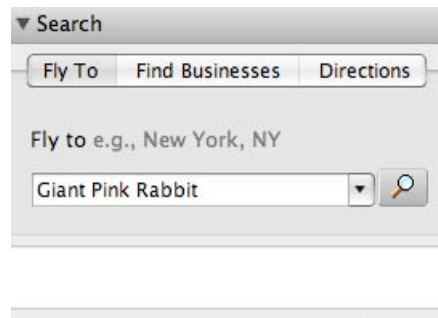 Search
Fly To Find Businesses Directions
Fly to e.g., New York, NY
Giant Pink Rabbit